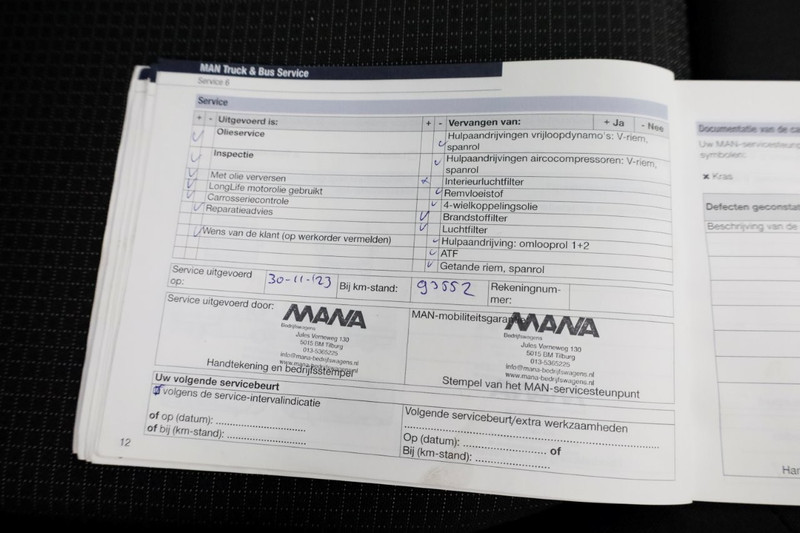 MAN Truck & Bus Service
Service 6
Service
+ - Uitgevoerd is:
Olieservice
Inspectie
Met olie verversen
LongLife motorolie gebruikt
Carrosseriecontrole
Reparatieadvies
Wens van de klant (op werkorder vermelden)
+ - Vervangen van: + Ja - Nee
Hulpaandrijvingen vrijloopdynamo's: V-riem,
spanrol
Hulpaandrijvingen aircocompressoren: V-riem,
spanrol
Interieurluchtfilter
Remvloeistof
4-wielkoppelingsolie
Brandstoffilter
Luchtfilter
Hulpaandrijving: omlooprol 1+2
ATF
Getande riem, spanrol
Service uitgevoerd
op:
30-11-'23
Bij km-stand:
93552
Rekeningnum-
mer:
Service uitgevoerd door:
MANA
Bedrijfswagens
Jules Verneweg 130
5015 BM Tilburg
013-5365225
info@mana-bedrijfswagens.nl
www.mana-bedrijfswagens.nl
Handtekening en bedrijfsstempel
MAN-mobiliteitsgarantie
MANA
Bedrijfswagens
Jules Verneweg 130
5015 BM Tilburg
013-5365225
info@mana-bedrijfswagens.nl
www.mana-bedrijfswagens.nl
Stempel van het MAN-servicesteunpunt
Uw volgende servicebeurt
volgens de service-intervalindicatie
of op (datum):
of bij (km-stand):
Volgende servicebeurt/extra werkzaamheden
Op (datum): of
Bij (km-stand):
12
Documentatie van de ca
Uw MAN-servicesteun
symbolen:
x Kras
Defecten geconstat
Beschrijving van de
Har